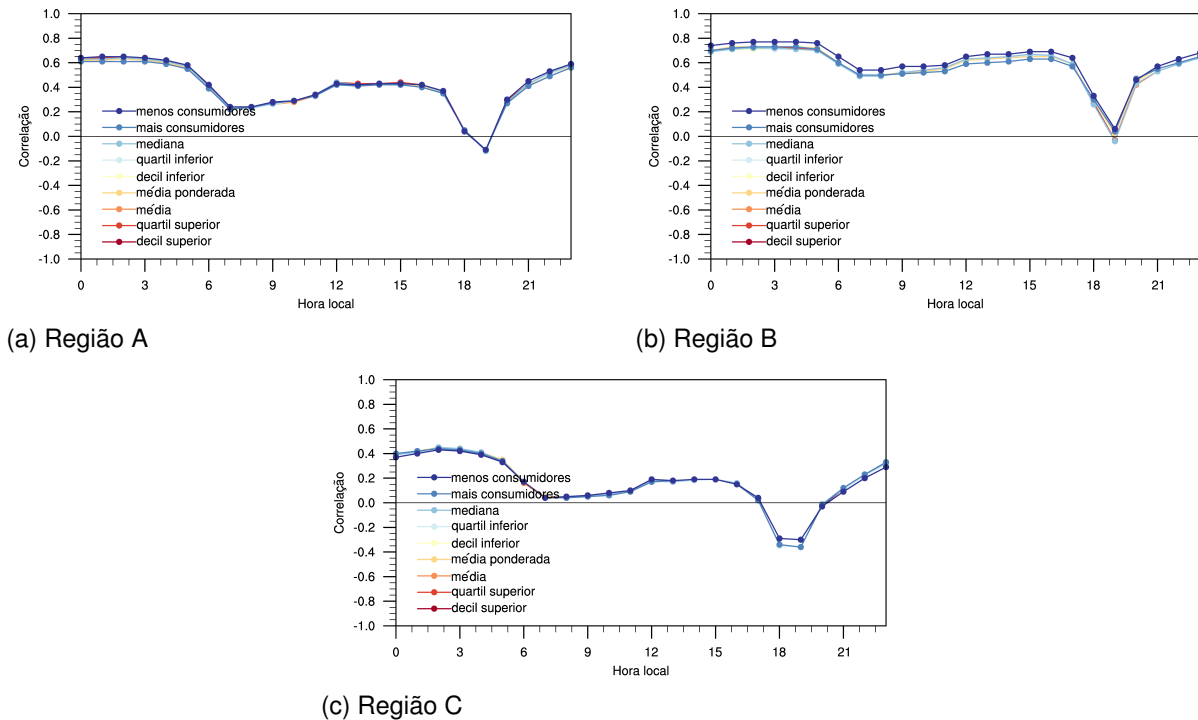 1.0
0.8
0.6
0.4
0.2
0.0
-0.2
-0.4
-0.6
-0.8
-1.0
Correlação
menos consumidores
mais consumidores
mediana
quartil inferior
decil inferior
média ponderada
média
quartil superior
decil superior
0 3 6 9 12 15 18 21
Hora local
(a) Região A
1.0
0.8
0.6
0.4
0.2
0.0
-0.2
-0.4
-0.6
-0.8
-1.0
Correlação
menos consumidores
mais consumidores
mediana
quartil inferior
decil inferior
média ponderada
média
quartil superior
decil superior
0 3 6 9 12 15 18 21
Hora local
(b) Região B
1.0
0.8
0.6
0.4
0.2
0.0
-0.2
-0.4
-0.6
-0.8
-1.0
Correlação
menos consumidores
mais consumidores
mediana
quartil inferior
decil inferior
média ponderada
média
quartil superior
decil superior
0 3 6 9 12 15 18 21
Hora local
(c) Região C